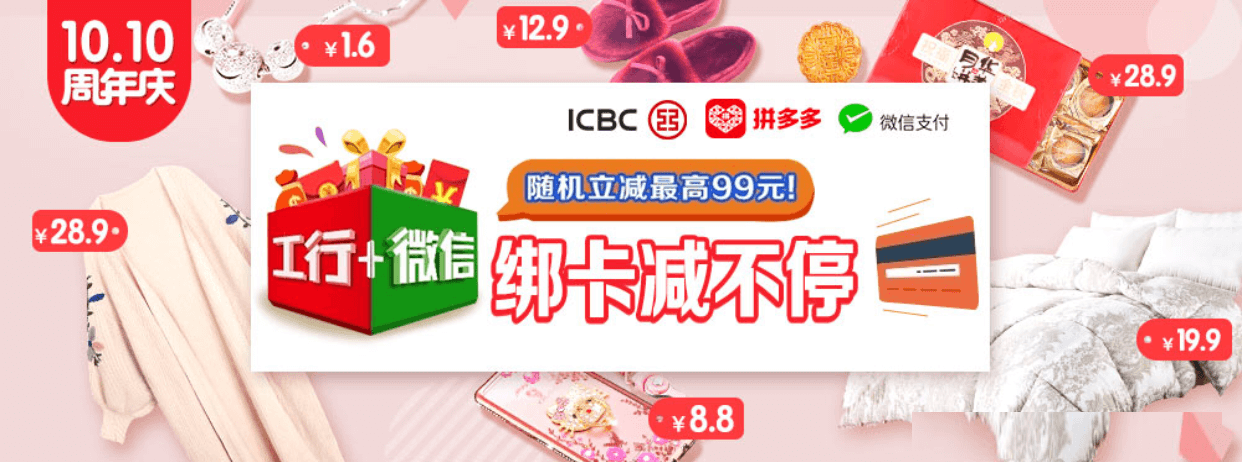 10.10
周年庆
¥1.6
¥12.9
¥28.9
ICBC 拼多多 微信支付
随机立减最高99元!
工行+微信
绑卡减不停
¥28.9
¥19.9
¥8.8